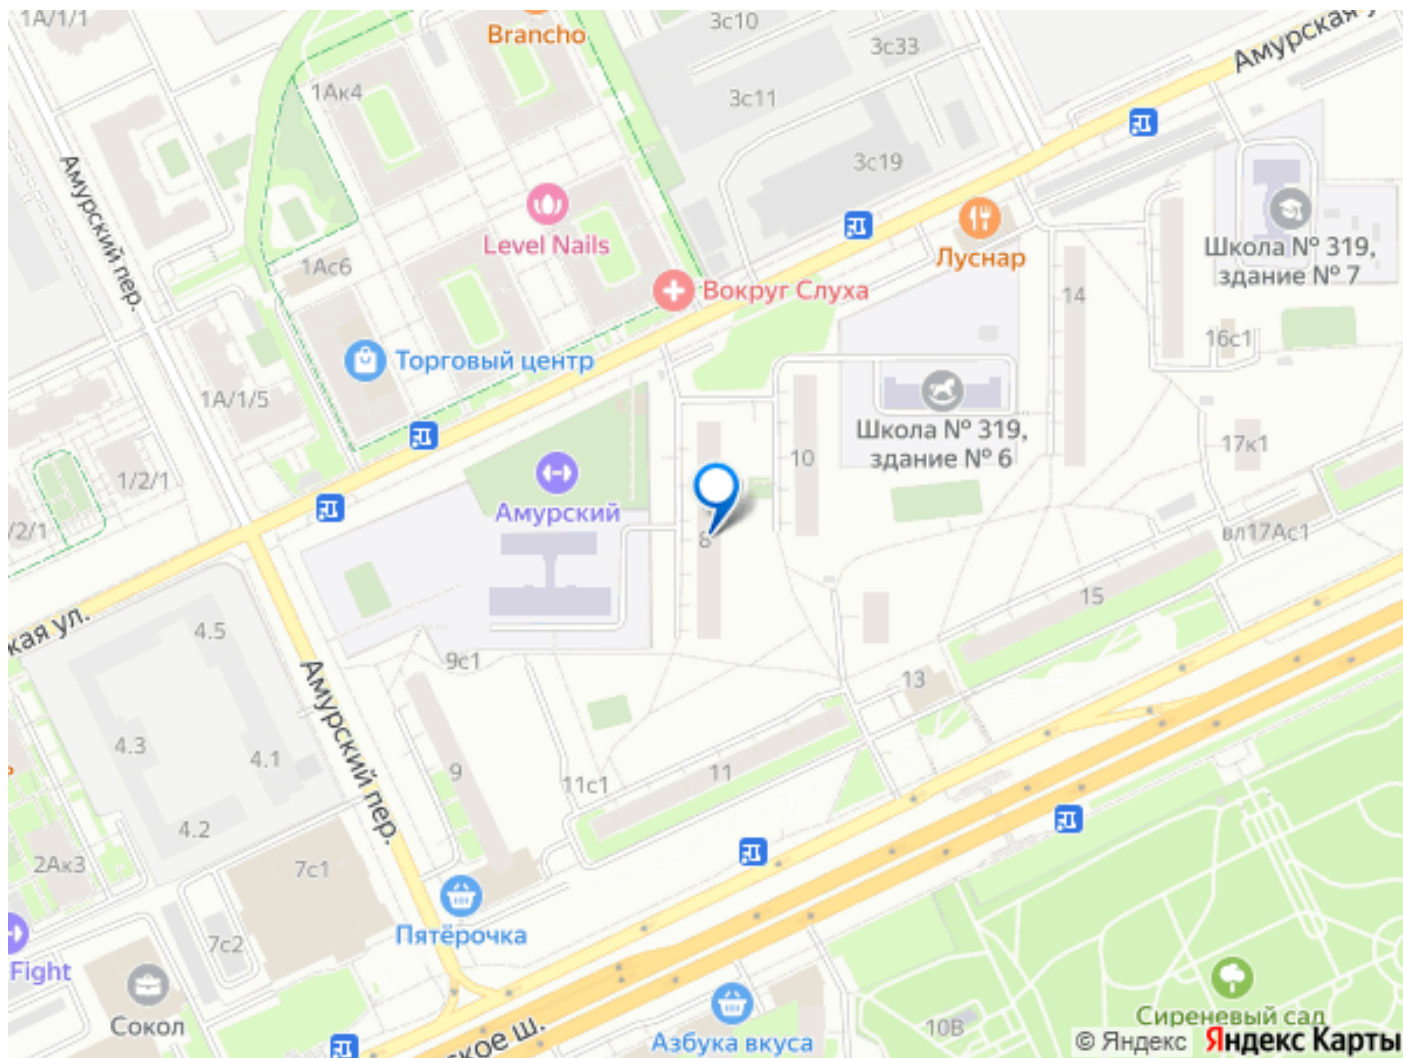 1А/1/1
Brancho
3с10
3с33
Амурская у
1Ак4
3с11
3с19
Амурский пер.
Level Nails
Луснар
Школа № 319,
здание № 7
1Ас6
Вокруг Слуха
14
16с1
Торговый центр
1А/1/5
Школа № 319,
здание № 6
10
17к1
1/2/1
/2/1
Амурский
8
вл17Ас1
15
кая ул.
4.5
9с1
13
Амурский пер.
4.3
4.1
9
11с1
11
4.2
2Ак3
7с1
Пятёрочка
7с2
Fight
Сокол
Азбука вкуса
ское ш.
10В
Сиреневый сад
© Яндекс Яндекс Карты